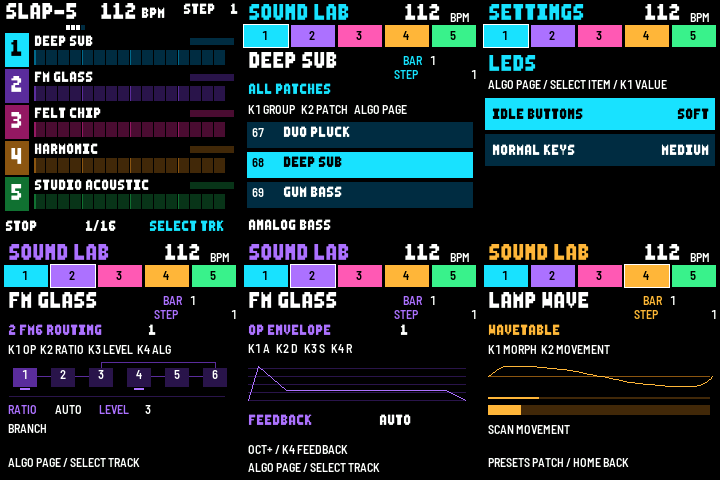 SLAP-5 112 BPM STEP 1
1 DEEP SUB
2 FM GLASS
3 FELT CHIP
4 HARMONIC
5 STUDIO ACOUSTIC
STOP 1/16 SELECT TRK
SOUND LAB 112 BPM
1 2 3 4 5
DEEP SUB BAR 1
STEP 1
ALL PATCHES
K1 GROUP K2 PATCH ALGO PAGE
67 DUO PLUCK
68 DEEP SUB
69 GUM BASS
ANALOG BASS
SETTINGS 112 BPM
1 2 3 4 5
LEDS
ALGO PAGE / SELECT ITEM / K1 VALUE
IDLE BUTTONS SOFT
NORMAL KEYS MEDIUM
SOUND LAB 112 BPM
1 2 3 4 5
FM GLASS BAR 1
STEP 1
2 FM6 ROUTING 1
K1 OP K2 RATIO K3 LEVEL K4 ALG
1 2 3 4 5 6
RATIO AUTO LEVEL 3
BRANCH
ALGO PAGE / SELECT TRACK
SOUND LAB 112 BPM
1 2 3 4 5
FM GLASS BAR 1
STEP 1
OP ENVELOPE 1
K1 A K2 D K3 S K4 R
FEEDBACK AUTO
OCT+ / K4 FEEDBACK
ALGO PAGE / SELECT TRACK
SOUND LAB 112 BPM
1 2 3 4 5
LAMP WAVE BAR 1
STEP 1
WAVETABLE
K1 MORPH K2 MOVEMENT
SCAN MOVEMENT
PRESETS PATCH / HOME BACK